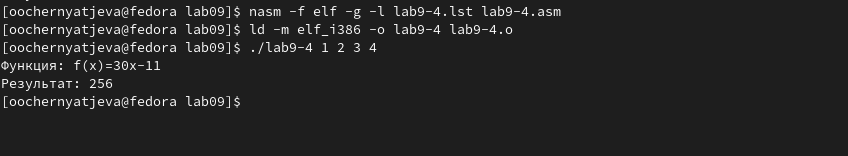 [oochernyatjeva@fedora lab09]$ nasm -f elf -g -l lab9-4.lst lab9-4.asm
[oochernyatjeva@fedora lab09]$ ld -m elf_i386 -o lab9-4 lab9-4.o
[oochernyatjeva@fedora lab09]$ ./lab9-4 1 2 3 4
Функция: f(x)=30x-11
Результат: 256
[oochernyatjeva@fedora lab09]$